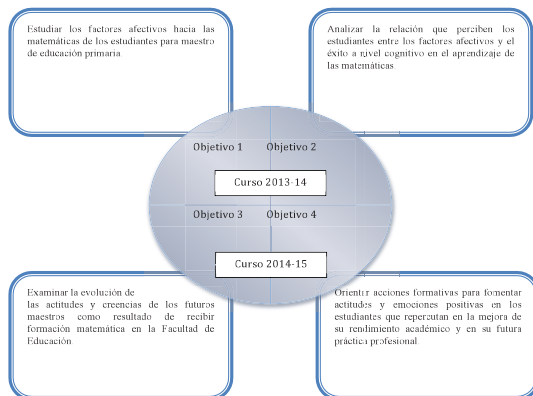 Estudiar los factores afectivos hacia las
matemáticas de los estudiantes para maestro
de educación primaria.
Analizar la relación que perciben los
estudiantes entre los factores afectivos y el
éxito a nivel cognitivo en el aprendizaje de
las matemáticas.
Objetivo 1
Objetivo 2
Curso 2013-14
Objetivo 3
Objetivo 4
Curso 2014-15
Examinar la evolución de
las actitudes y creencias de los futuros
maestros como resultado de recibir
formación matemática en la Facultad de
Educación.
Orientar acciones formativas para fomentar
actitudes y emociones positivas en los
estudiantes que repercutan en la mejora de
su rendimiento académico y en su futura
práctica profesional.